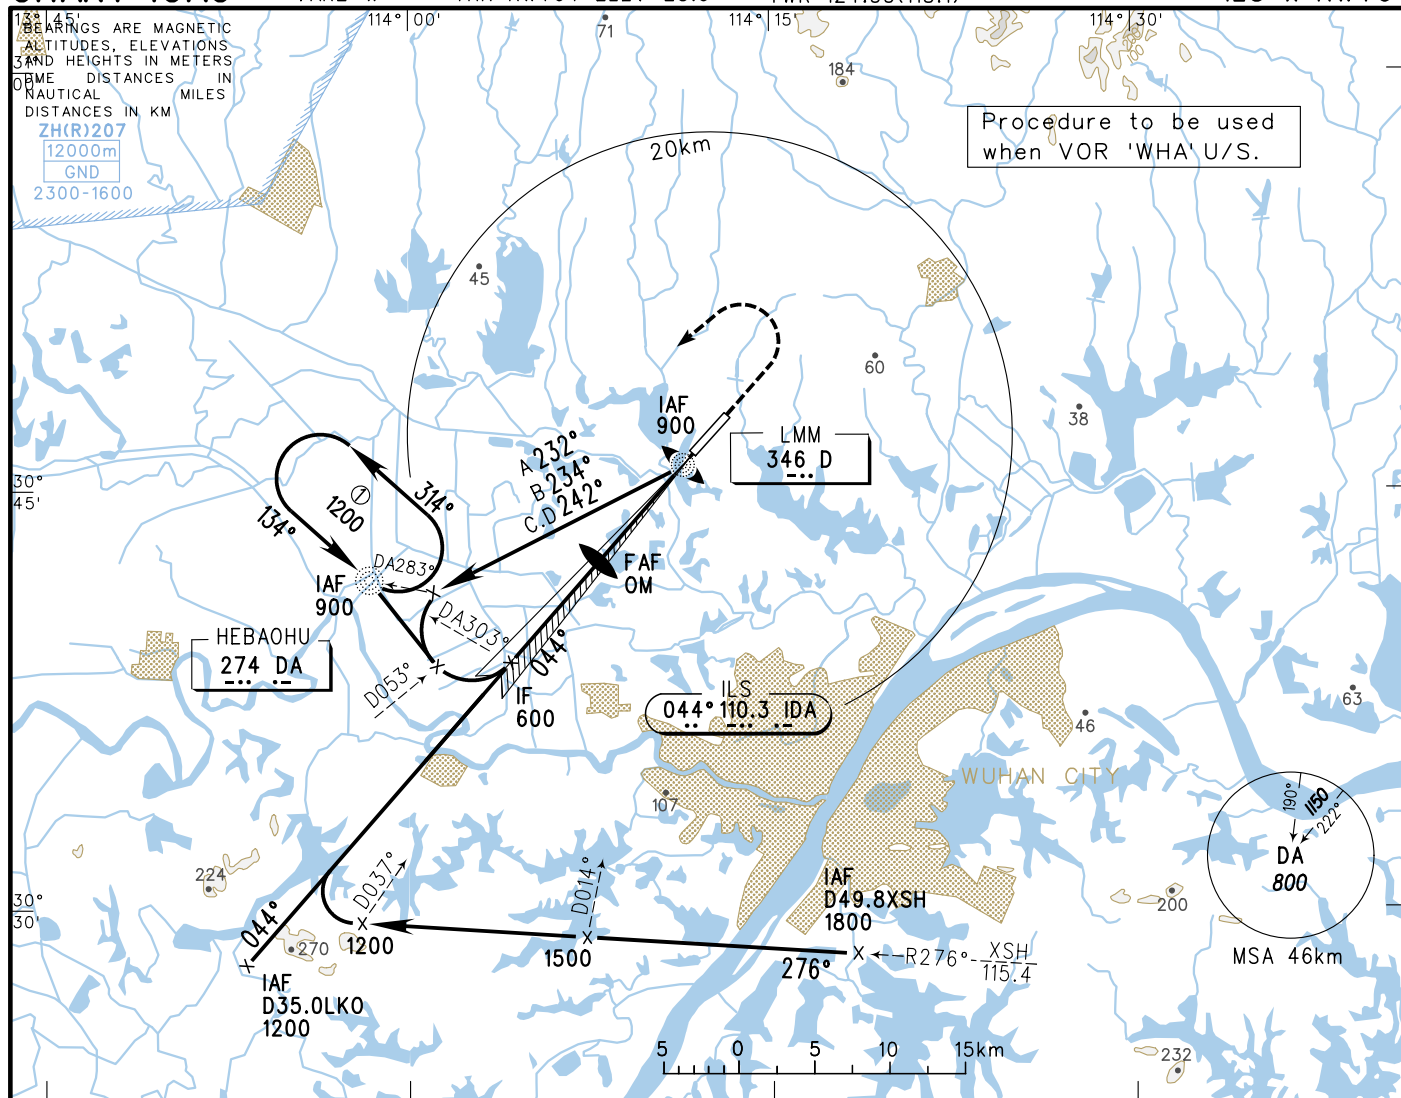 13°45'
114° 00'
114° 15'
114° 30'
BEARINGS ARE MAGNETIC
ALTITUDES, ELEVATIONS
AND HEIGHTS IN METERS
DME DISTANCES IN
NAUTICAL MILES
DISTANCES IN KM
31°
00'
ZH(R)207
12000m
GND
2300-1600
71
184
Procedure to be used
when VOR 'WHA' U/S.
20km
45
60
38
IAF
900
LMM
346 D
A 232°
B 234°
C.D 242°
30°
45'
①
1200
314°
134°
DA283°
IAF
900
FAF
OM
DA303°
HEBAOHU
274 DA
D053°
044°
IF
600
ILS
044° 110.3 IDA
63
46
WUHAN CITY
107
190°
1150
222°
DA
800
MSA 46km
224
D037°
D014°
IAF
D49.8XSH
1800
200
30°
30'
044°
270
1200
1500
276°
R276°
XSH
115.4
IAF
D35.0LKO
1200
5 0 5 10 15km
232